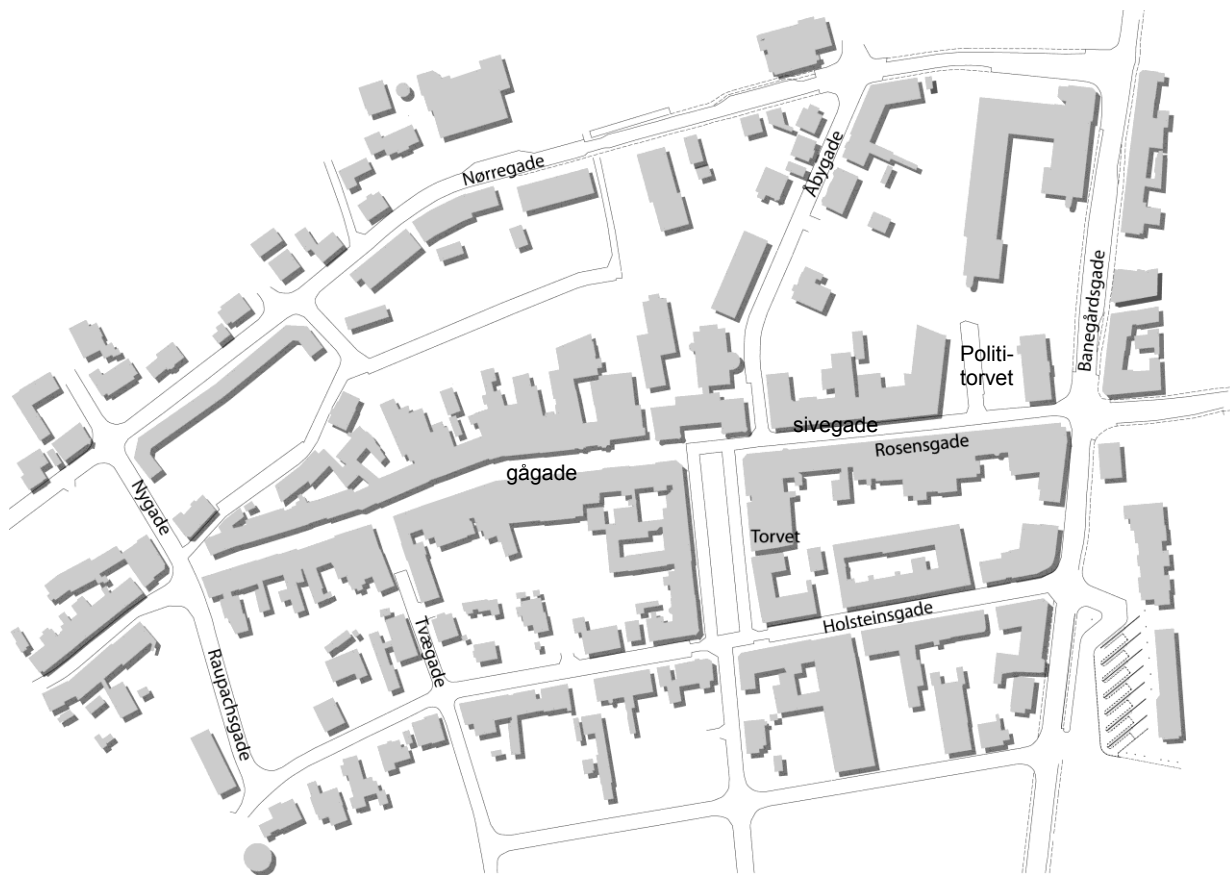 Nørregade
Åbygade
Banegårdsgade
Politi-
torvet
sivegade
Rosensgade
gågade
Nygade
Torvet
Holsteinsgade
Tvægade
Raupachsgade